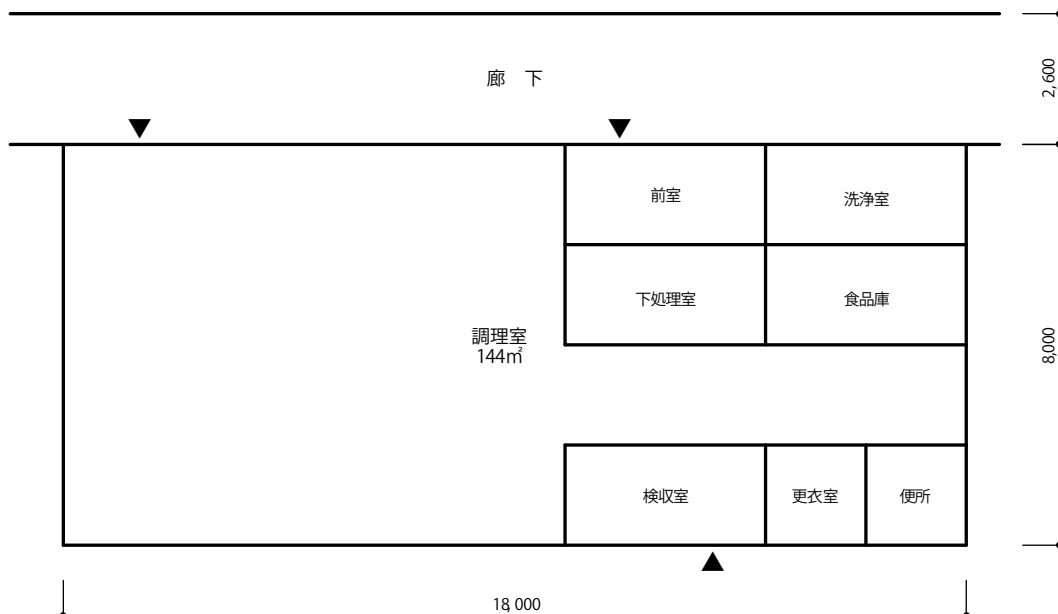 廊　下
2,600
前室
洗浄室
下処理室
食品庫
調理室
144㎡
8,000
検収室
更衣室
便所
18,000